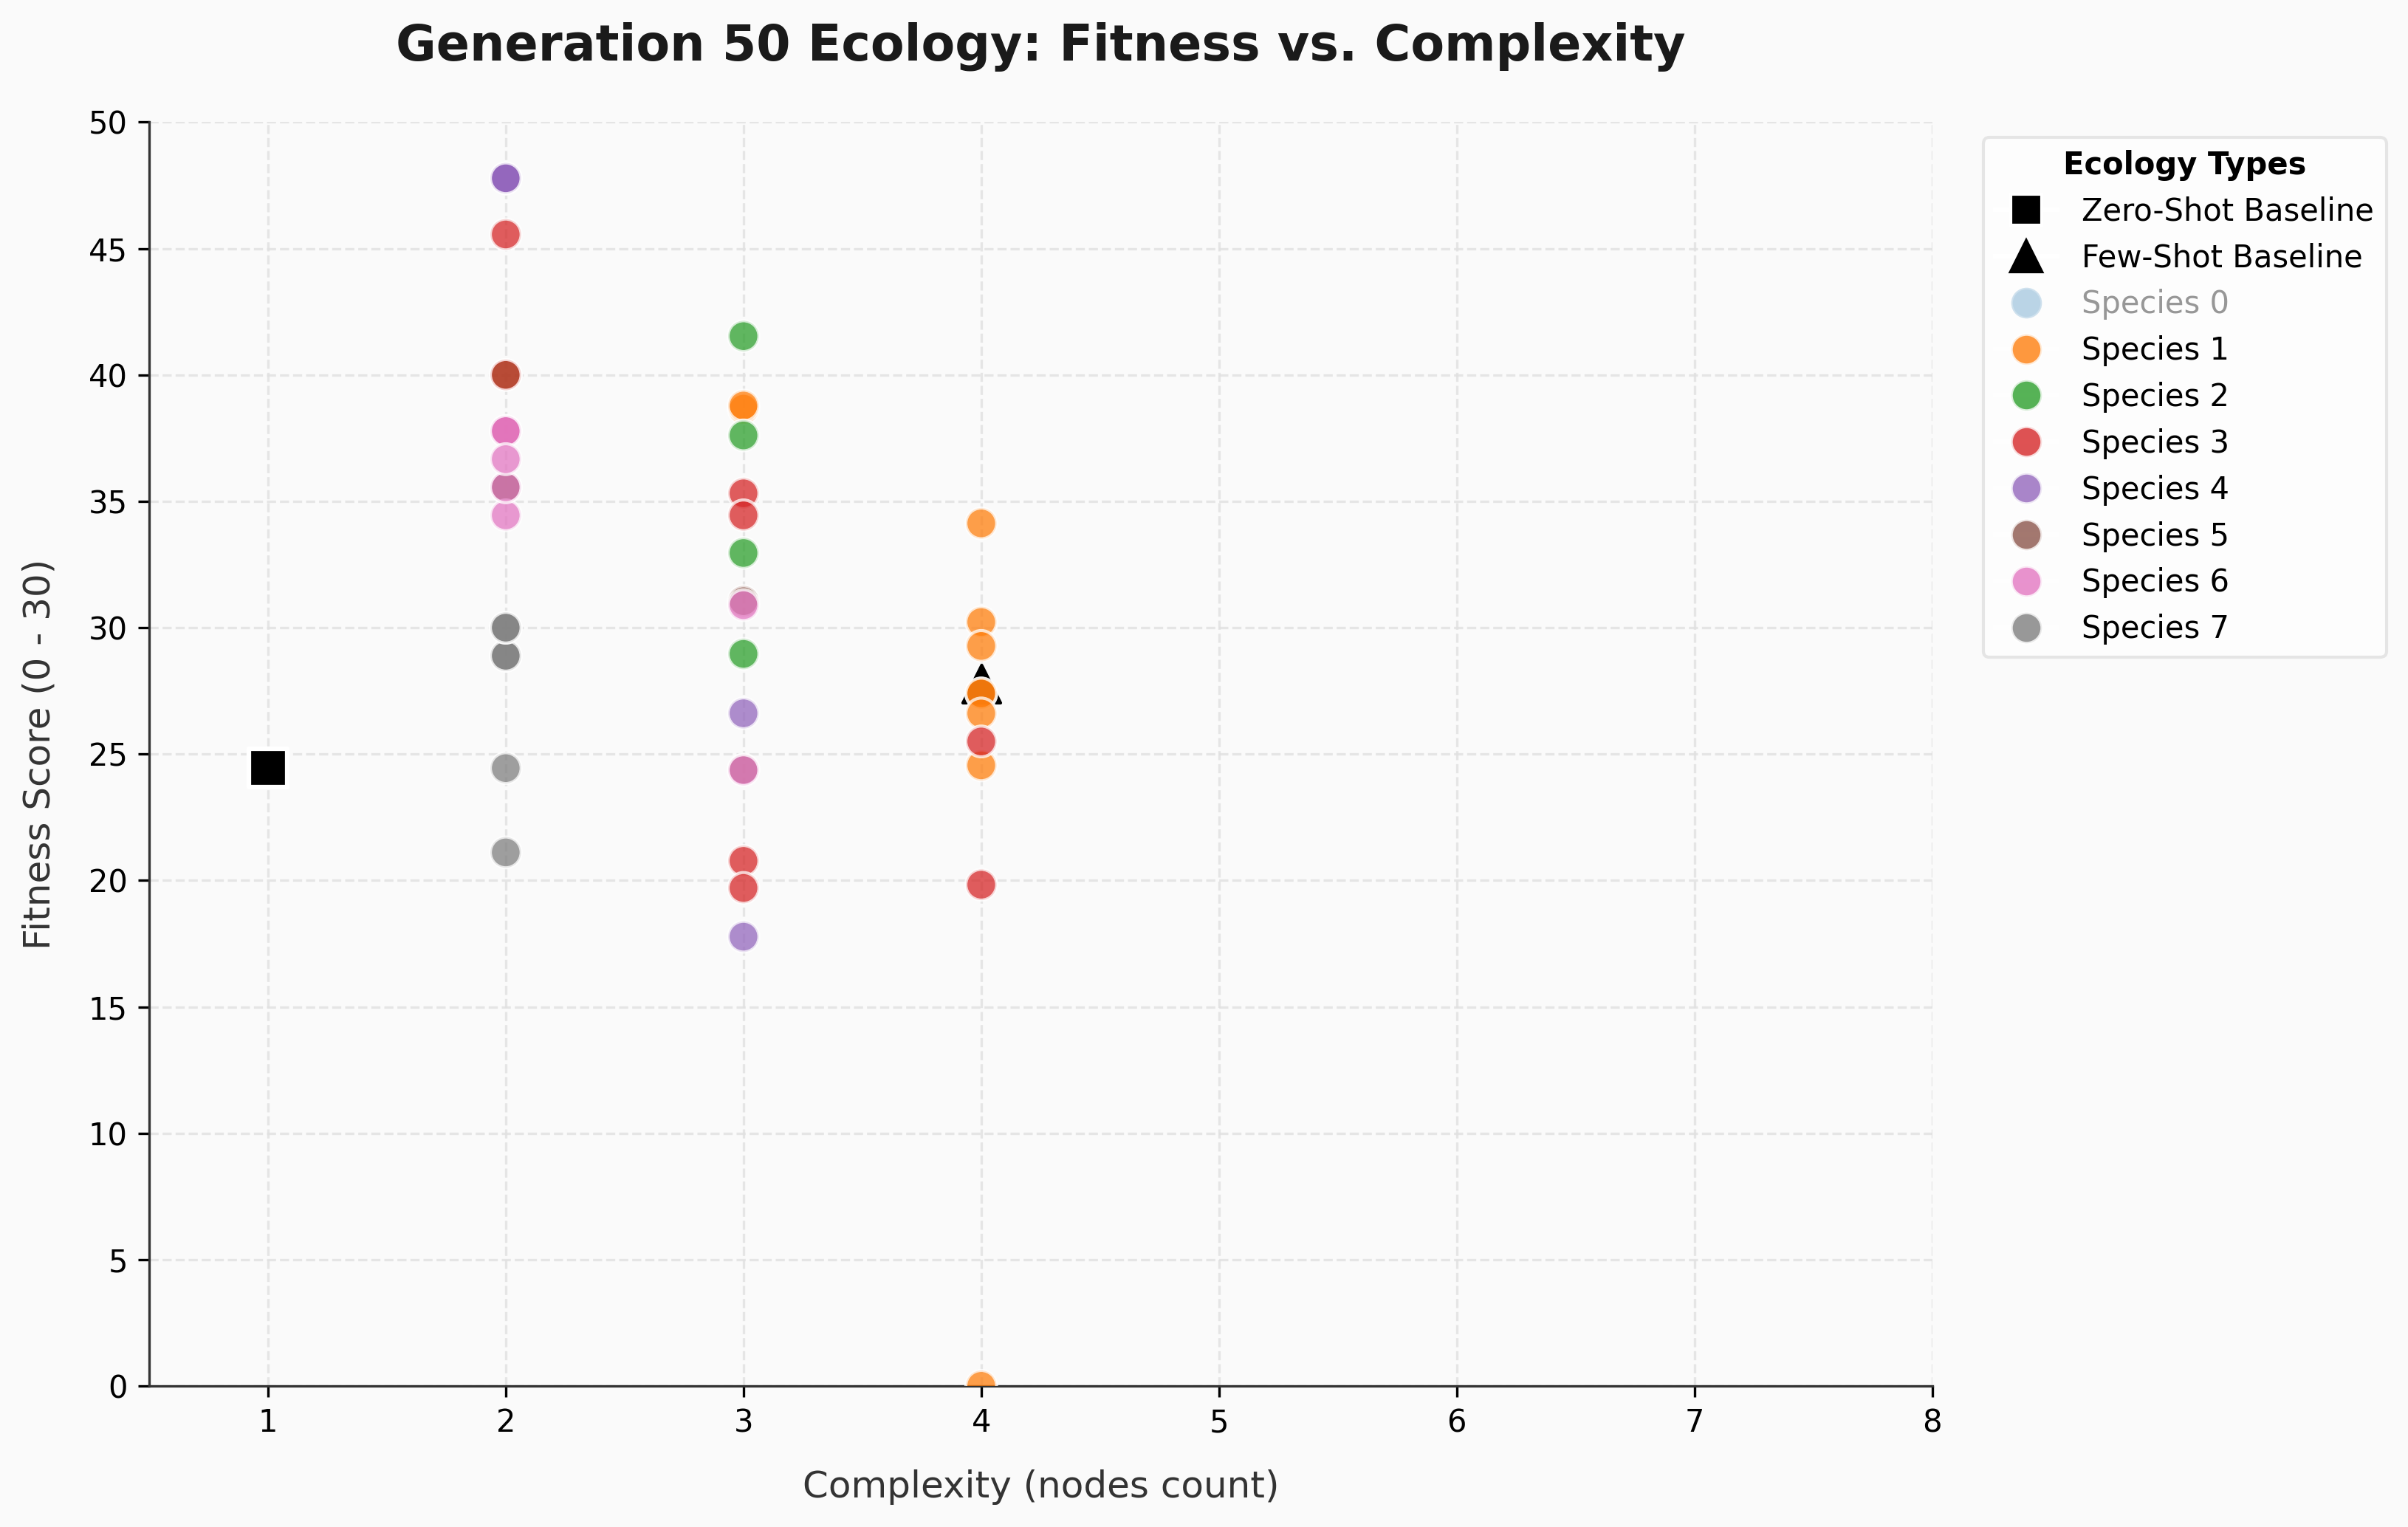 Generation 50 Ecology: Fitness vs. Complexity
Fitness Score (0 - 30)
50
45
40
35
30
25
20
15
10
5
0
1 2 3 4 5 6 7 8
Complexity (nodes count)
Ecology Types
Zero-Shot Baseline
Few-Shot Baseline
Species 0
Species 1
Species 2
Species 3
Species 4
Species 5
Species 6
Species 7